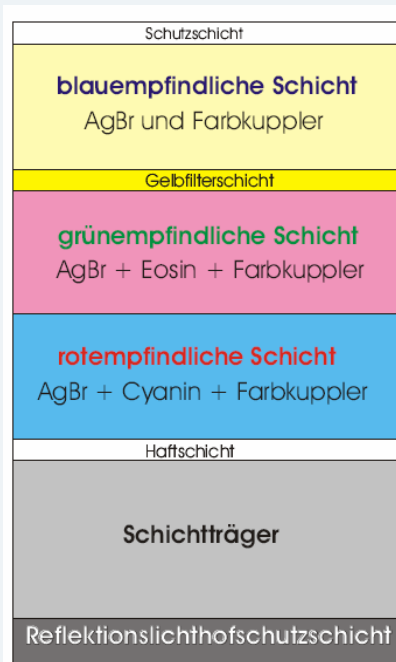 Schutzschicht
blauempfindliche Schicht
AgBr und Farbkuppler
Gelbfilterschicht
grünempfindliche Schicht
AgBr + Eosin + Farbkuppler
rotempfindliche Schicht
AgBr + Cyanin + Farbkuppler
Haftschicht
Schichtträger
Reflektionslichthofschutzschicht